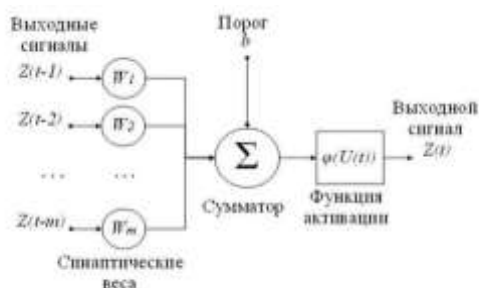 Выходные
сигналы
Z(t-1)
W1
Z(t-2)
W2
... ...
Z(t-m)
Wm
Синаптические
веса
Порог
b
Σ
Сумматор
φ(U(t))
Функция
активации
Выходной
сигнал
Z(t)